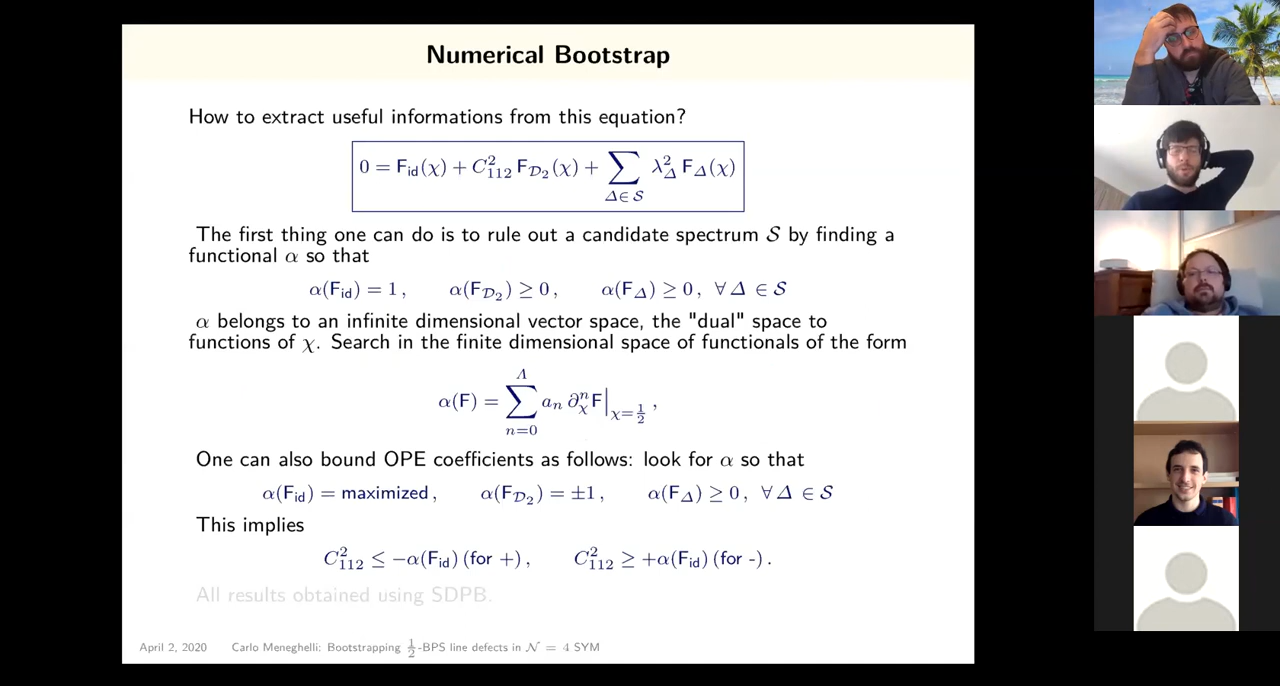 Numerical Bootstrap
How to extract useful informations from this equation?
0 = F_id(χ) + C²₁₁₂ F_𝒟₂(χ) + ∑_{Δ∈𝒮} λ²_Δ F_Δ(χ)
The first thing one can do is to rule out a candidate spectrum 𝒮 by finding a
functional α so that
α(F_id) = 1 , α(F_𝒟₂) ≥ 0 , α(F_Δ) ≥ 0 , ∀ Δ ∈ 𝒮
α belongs to an infinite dimensional vector space, the "dual" space to
functions of χ. Search in the finite dimensional space of functionals of the form
α(F) = ∑_{n=0}^{Λ} a_n ∂^n_χ F|_{χ=1/2} ,
One can also bound OPE coefficients as follows: look for α so that
α(F_id) = maximized , α(F_𝒟₂) = ±1 , α(F_Δ) ≥ 0 , ∀ Δ ∈ 𝒮
This implies
C²₁₁₂ ≤ −α(F_id) (for +) , C²₁₁₂ ≥ +α(F_id) (for -) .
All results obtained using SDPB.
April 2, 2020 Carlo Meneghelli: Bootstrapping 1/2-BPS line defects in 𝒩 = 4 SYM